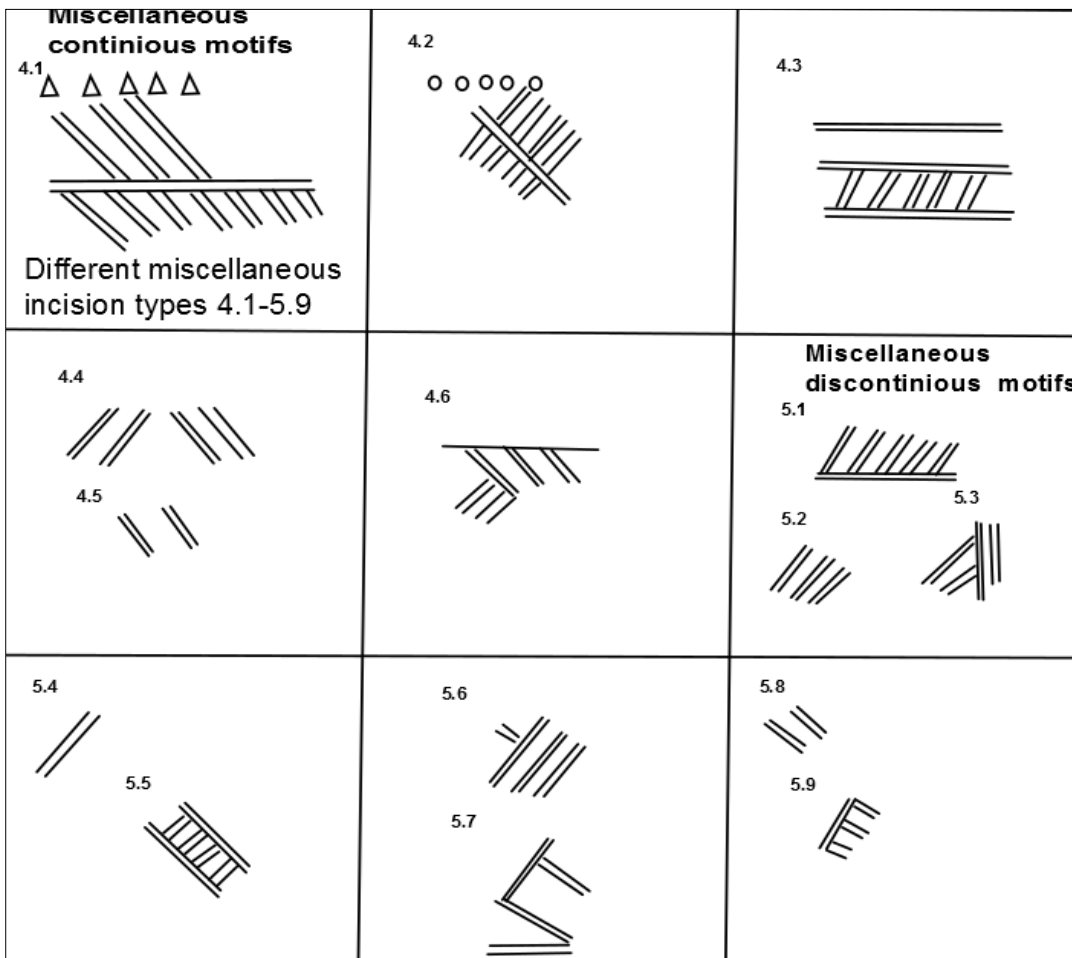 Miscellaneous
continious motifs
4.1
Different miscellaneous
incision types 4.1-5.9
4.2
4.3
4.4
4.5
4.6
Miscellaneous
discontinious motifs
5.1
5.2
5.3
5.4
5.5
5.6
5.7
5.8
5.9